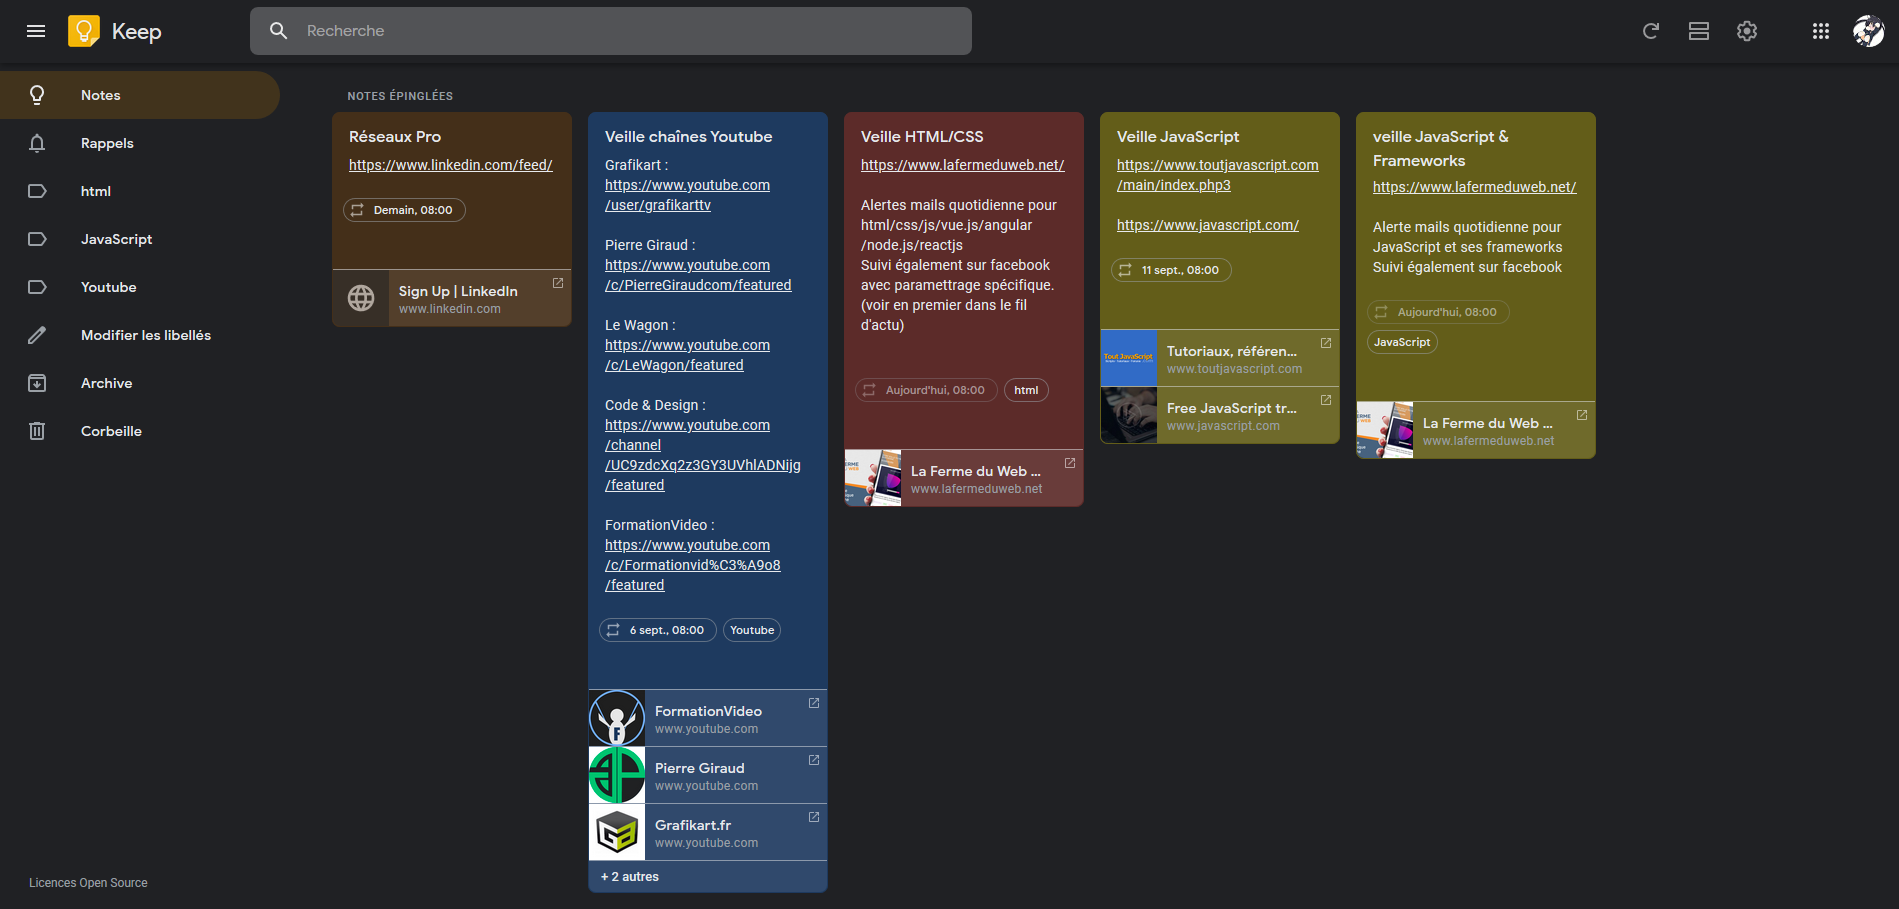 Keep
Recherche
Notes
Rappels
html
JavaScript
Youtube
Modifier les libellés
Archive
Corbeille
Licences Open Source
NOTES ÉPINGLÉES
Réseaux Pro
https://www.linkedin.com/feed/
Demain, 08:00
Sign Up | LinkedIn
www.linkedin.com
Veille chaînes Youtube
Grafikart :
https://www.youtube.com
/user/grafikarttv
Pierre Giraud :
https://www.youtube.com
/c/PierreGiraudcom/featured
Le Wagon :
https://www.youtube.com
/c/LeWagon/featured
Code & Design :
https://www.youtube.com
/channel
/UC9zdcXq2z3GY3UVhlADNijg
/featured
FormationVideo :
https://www.youtube.com
/c/Formationvid%C3%A9o8
/featured
6 sept., 08:00
Youtube
FormationVideo
www.youtube.com
Pierre Giraud
www.youtube.com
Grafikart.fr
www.youtube.com
+ 2 autres
Veille HTML/CSS
https://www.lafermeduweb.net/
Alertes mails quotidienne pour
html/css/js/vue.js/angular
/node.js/reactjs
Suivi également sur facebook
avec paramettrage spécifique.
(voir en premier dans le fil
d'actu)
Aujourd'hui, 08:00
html
La Ferme du Web ...
www.lafermeduweb.net
Veille JavaScript
https://www.toutjavascript.com
/main/index.php3
https://www.javascript.com/
11 sept., 08:00
Tout JavaScript
Tutoriaux, référen...
www.toutjavascript.com
Free JavaScript tr...
www.javascript.com
veille JavaScript &
Frameworks
https://www.lafermeduweb.net/
Alerte mails quotidienne pour
JavaScript et ses frameworks
Suivi également sur facebook
Aujourd'hui, 08:00
JavaScript
La Ferme du Web ...
www.lafermeduweb.net